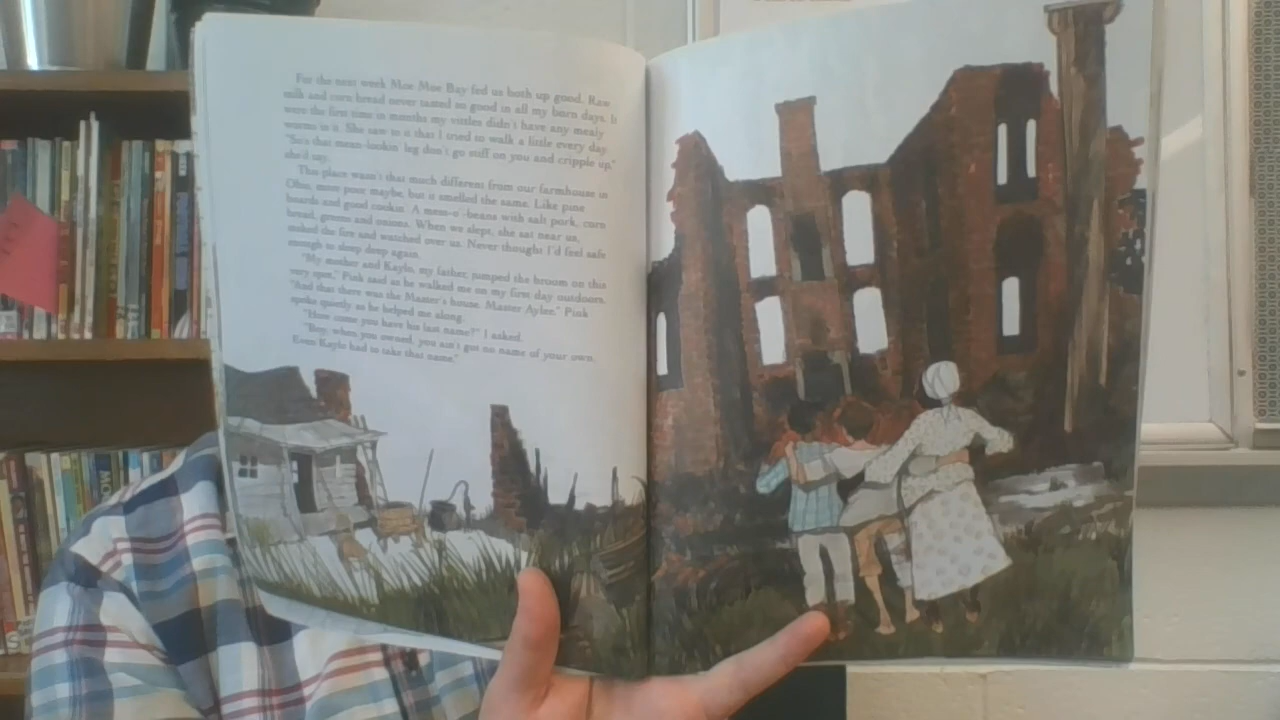 For the next week Moe Moe Bay fed us both up good. Raw
milk and corn bread never tasted so good in all my born days. It
were the first time in months my vittles didn't have any mealy
worms in it. She saw to it that I tried to walk a little every day
"So's that mean-lookin' leg don't go stiff on you and cripple up,"
she'd say.
This place wasn't that much different from our farmhouse in
Ohio, more poor maybe, but it smelled the same. Like pine
boards and good cookin'. A mess-o'-beans with salt pork, corn
bread, greens and onions. When we slept, she sat near us,
stoked the fire and watched over us. Never thought I'd feel safe
enough to sleep deep again.
"My mother and Kaylo, my father, jumped the broom on this
very spot," Pink said as he walked me on my first day outdoors.
"And that there was the Master's house. Master Aylee." Pink
spoke quietly as he helped me along.
"How come you have his last name?" I asked.
"Boy, when you owned, you ain't got no name of your own.
Even Kaylo had to take that name."